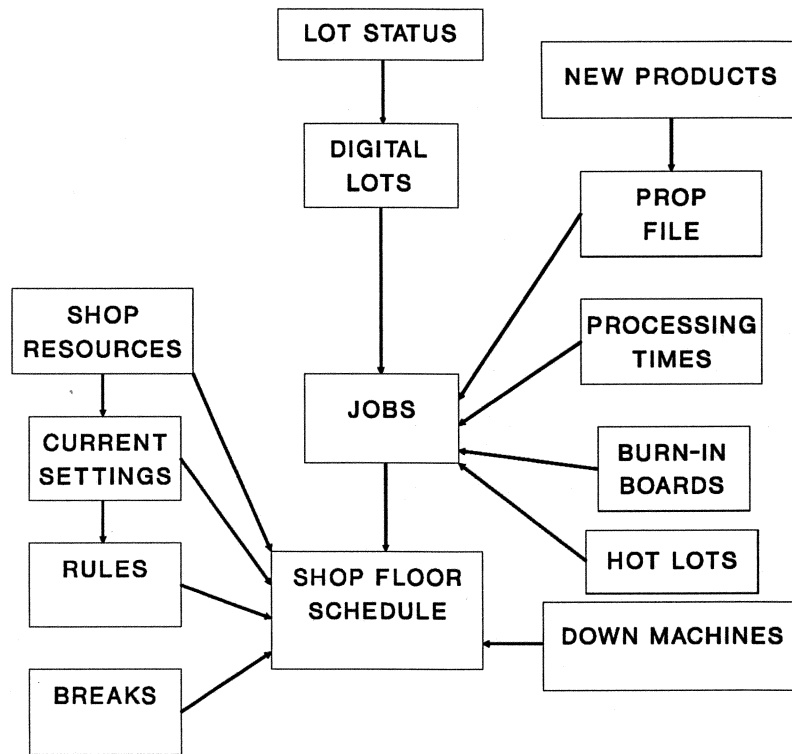 LOT STATUS
NEW PRODUCTS
DIGITAL
LOTS
PROP
FILE
SHOP
RESOURCES
PROCESSING
TIMES
JOBS
CURRENT
SETTINGS
BURN-IN
BOARDS
HOT LOTS
RULES
SHOP FLOOR
SCHEDULE
DOWN MACHINES
BREAKS